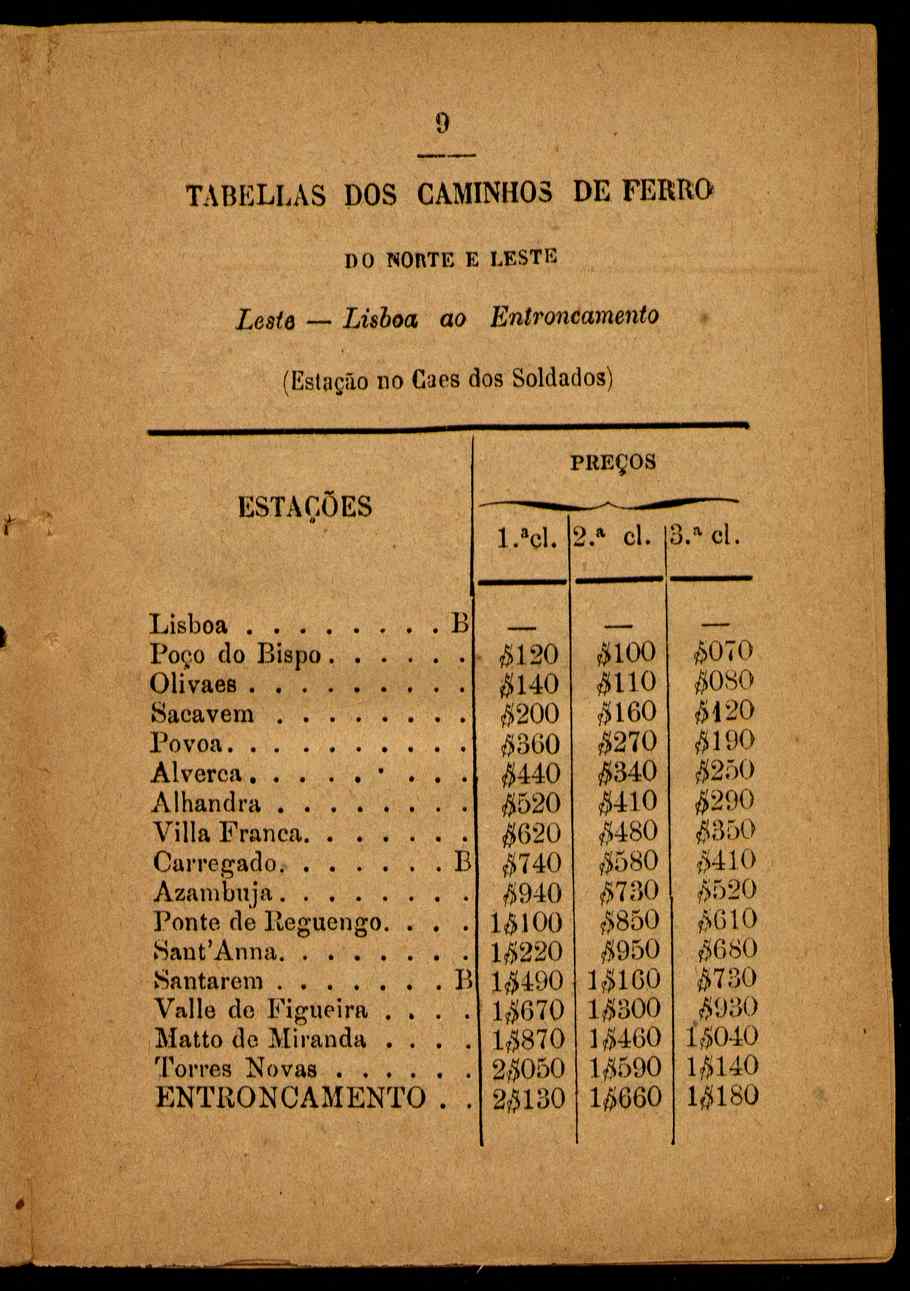 9
TABELLAS DOS CAMINHOS DE FERRO
DO NORTE E LESTE
Leste — Lisboa ao Entroncamento
(Estação no Caes dos Soldados)
ESTAÇÕES
PREÇOS
1.ª cl. 2.ª cl. 3.ª cl.
Lisboa . . . . . . . . B — — —
Poço do Bispo . . . . . . $120 $100 $070
Olivaes . . . . . . . . . $140 $110 $080
Sacavem . . . . . . . . $200 $160 $120
Povoa . . . . . . . . . . $360 $270 $190
Alverca . . . . . . . . . $440 $340 $250
Alhandra . . . . . . . . $520 $410 $290
Villa Franca . . . . . . . $620 $480 $350
Carregado . . . . . . . B $740 $580 $410
Azambuja . . . . . . . . $940 $730 $520
Ponte de Reguengo . . . . 1$100 $850 $610
Sant'Anna . . . . . . . . 1$220 $950 $680
Santarem . . . . . . . B 1$490 1$160 $730
Valle de Figueira . . . . 1$670 1$300 $930
Matto de Miranda . . . . 1$870 1$460 1$040
Torres Novas . . . . . . 2$050 1$590 1$140
ENTRONCAMENTO . . 2$130 1$660 1$180